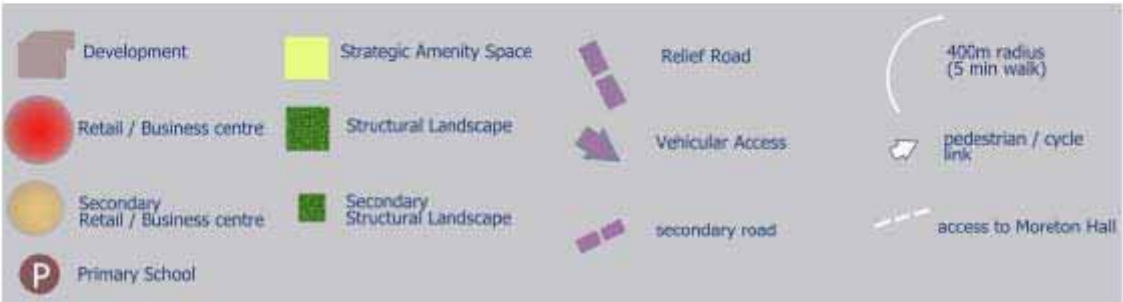 Development
Retail / Business centre
Secondary
Retail / Business centre
P
Primary School
Strategic Amenity Space
Structural Landscape
Secondary
Structural Landscape
Relief Road
Vehicular Access
secondary road
400m radius
(5 min walk)
pedestrian / cycle
link
access to Moreton Hall